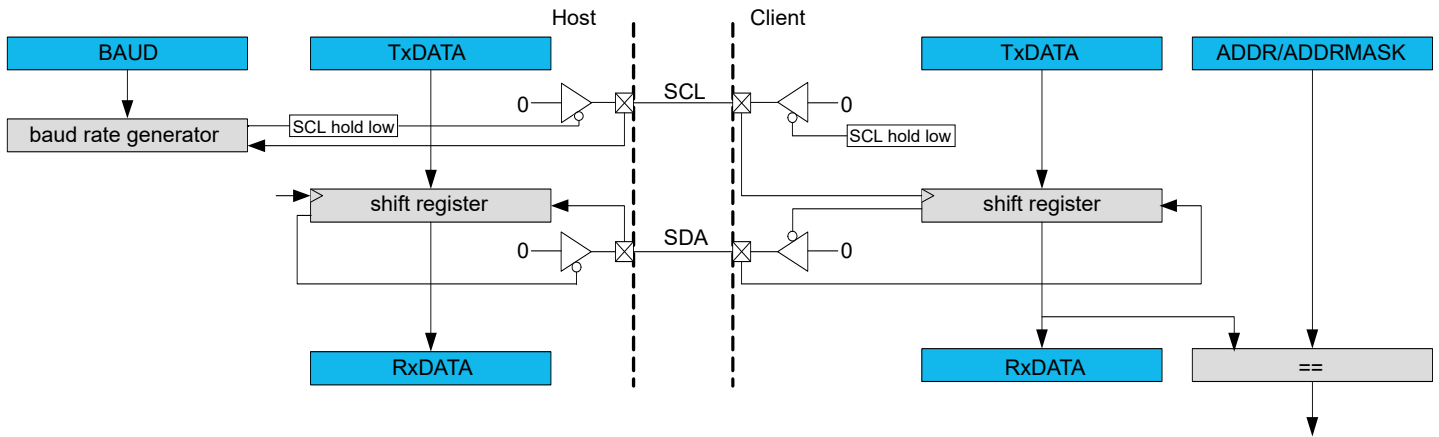 Host
Client
BAUD
TxDATA
TxDATA
ADDR/ADDRMASK
0
SCL
0
baud rate generator
SCL hold low
SCL hold low
shift register
shift register
0
SDA
0
RxDATA
RxDATA
==